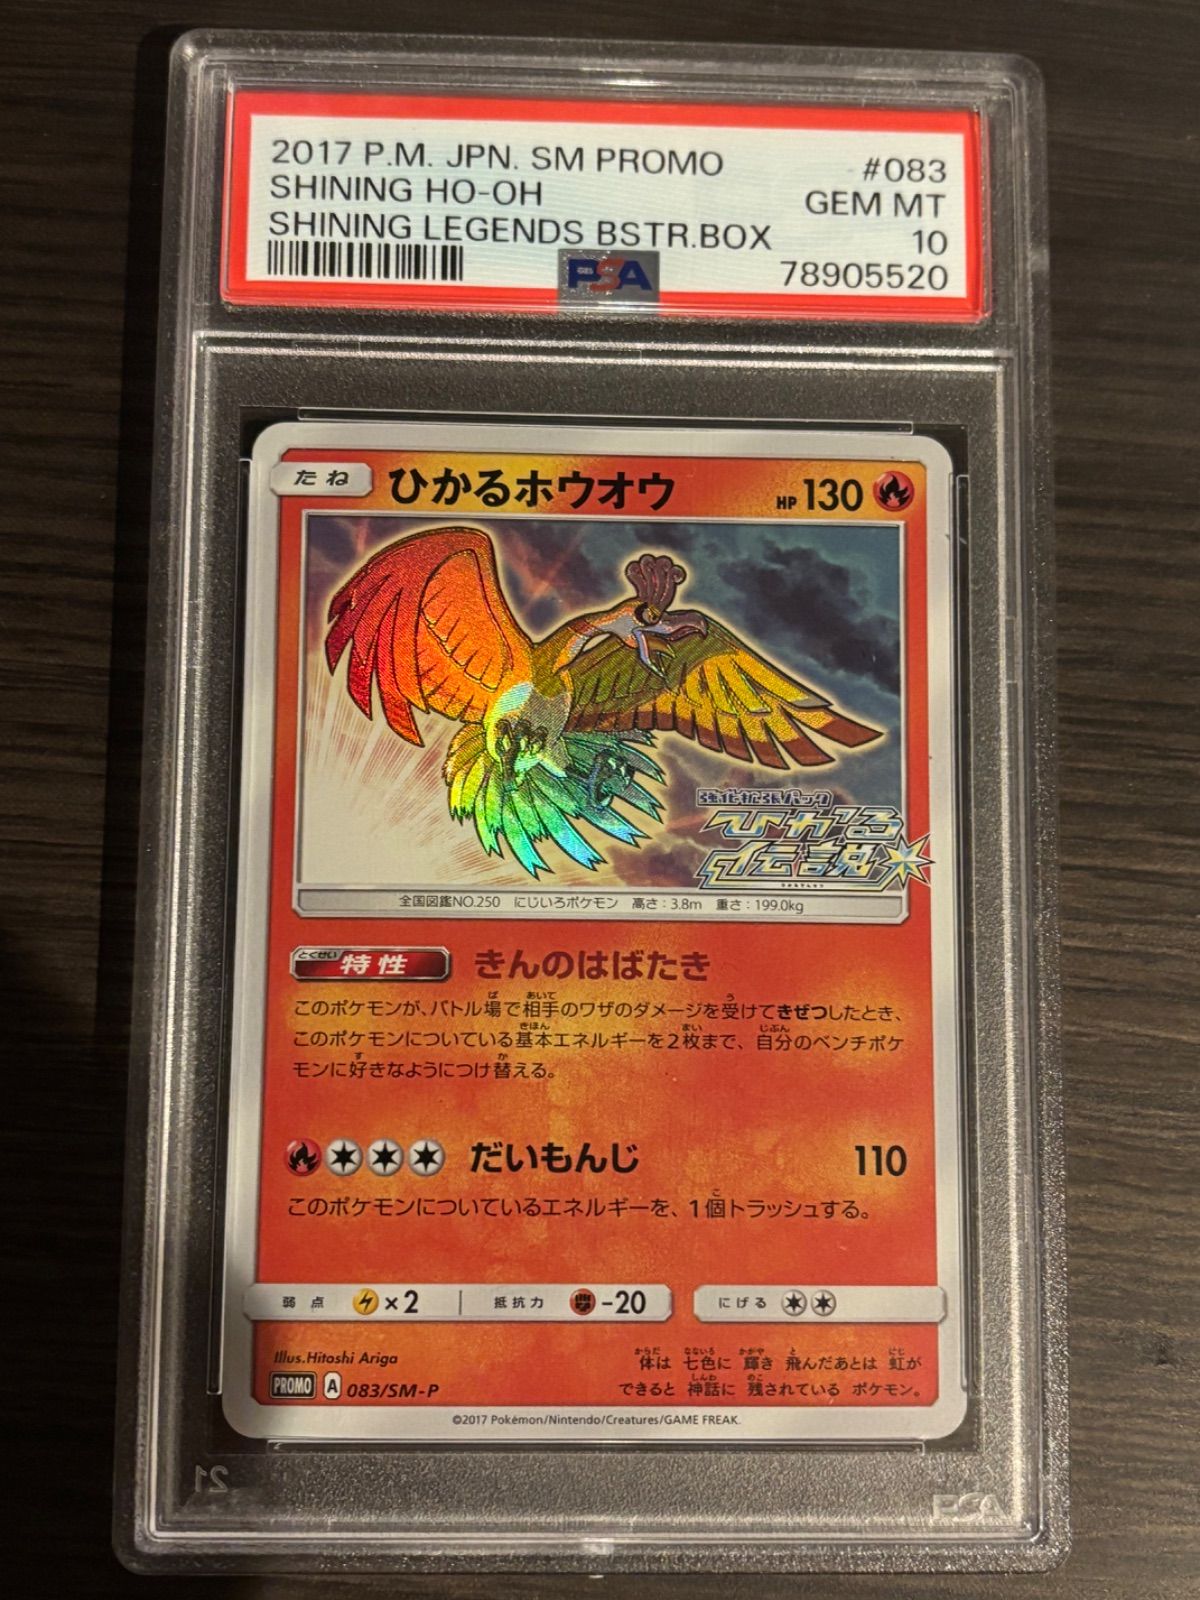 2017 P.M. JPN. SM PROMO #083
SHINING HO-OH GEM MT
SHINING LEGENDS BSTR.BOX 10
PSA 78905520
たね ひかるホウオウ HP 130
強化拡張パック
ひかる
伝説
全国図鑑NO.250 にじいろポケモン 高さ：3.8m 重さ：199.0kg
とくせい
特性 きんのはばたき
このポケモンが、バトル場で相手のワザのダメージを受けてきぜつしたとき、
このポケモンについている基本エネルギーを2枚まで、自分のベンチポケ
モンに好きなようにつけ替える。
だいもんじ 110
このポケモンについているエネルギーを、1個トラッシュする。
弱点 ×2 抵抗力 -20 にげる
Illus.Hitoshi Ariga
体は 七色に 輝き 飛んだあとは 虹が
できると 神話に 残されている ポケモン。
PROMO A 083/SM-P
©2017 Pokémon/Nintendo/Creatures/GAME FREAK.
21 PSA